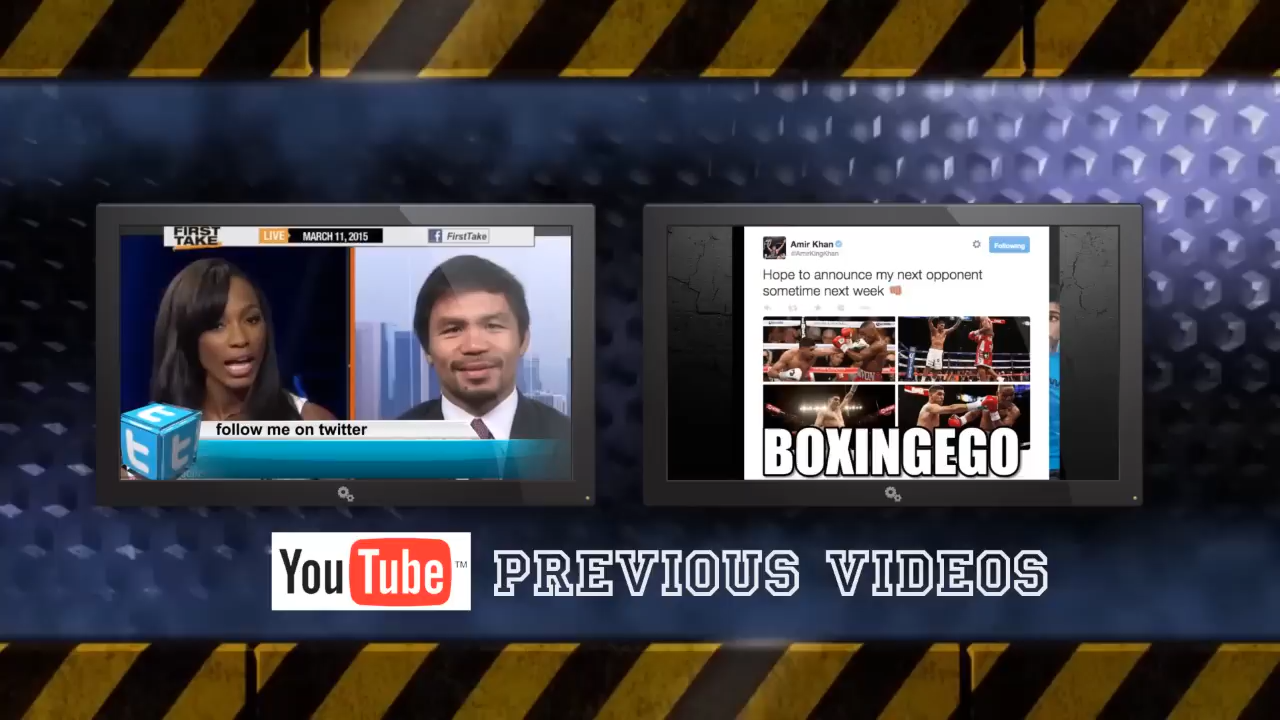 FIRST TAKE
LIVE MARCH 11, 2015 FirstTake
follow me on twitter
Amir Khan
@AmirKingKhan
Following
Hope to announce my next opponent
sometime next week
BOXINGEGO
YouTube™ PREVIOUS VIDEOS